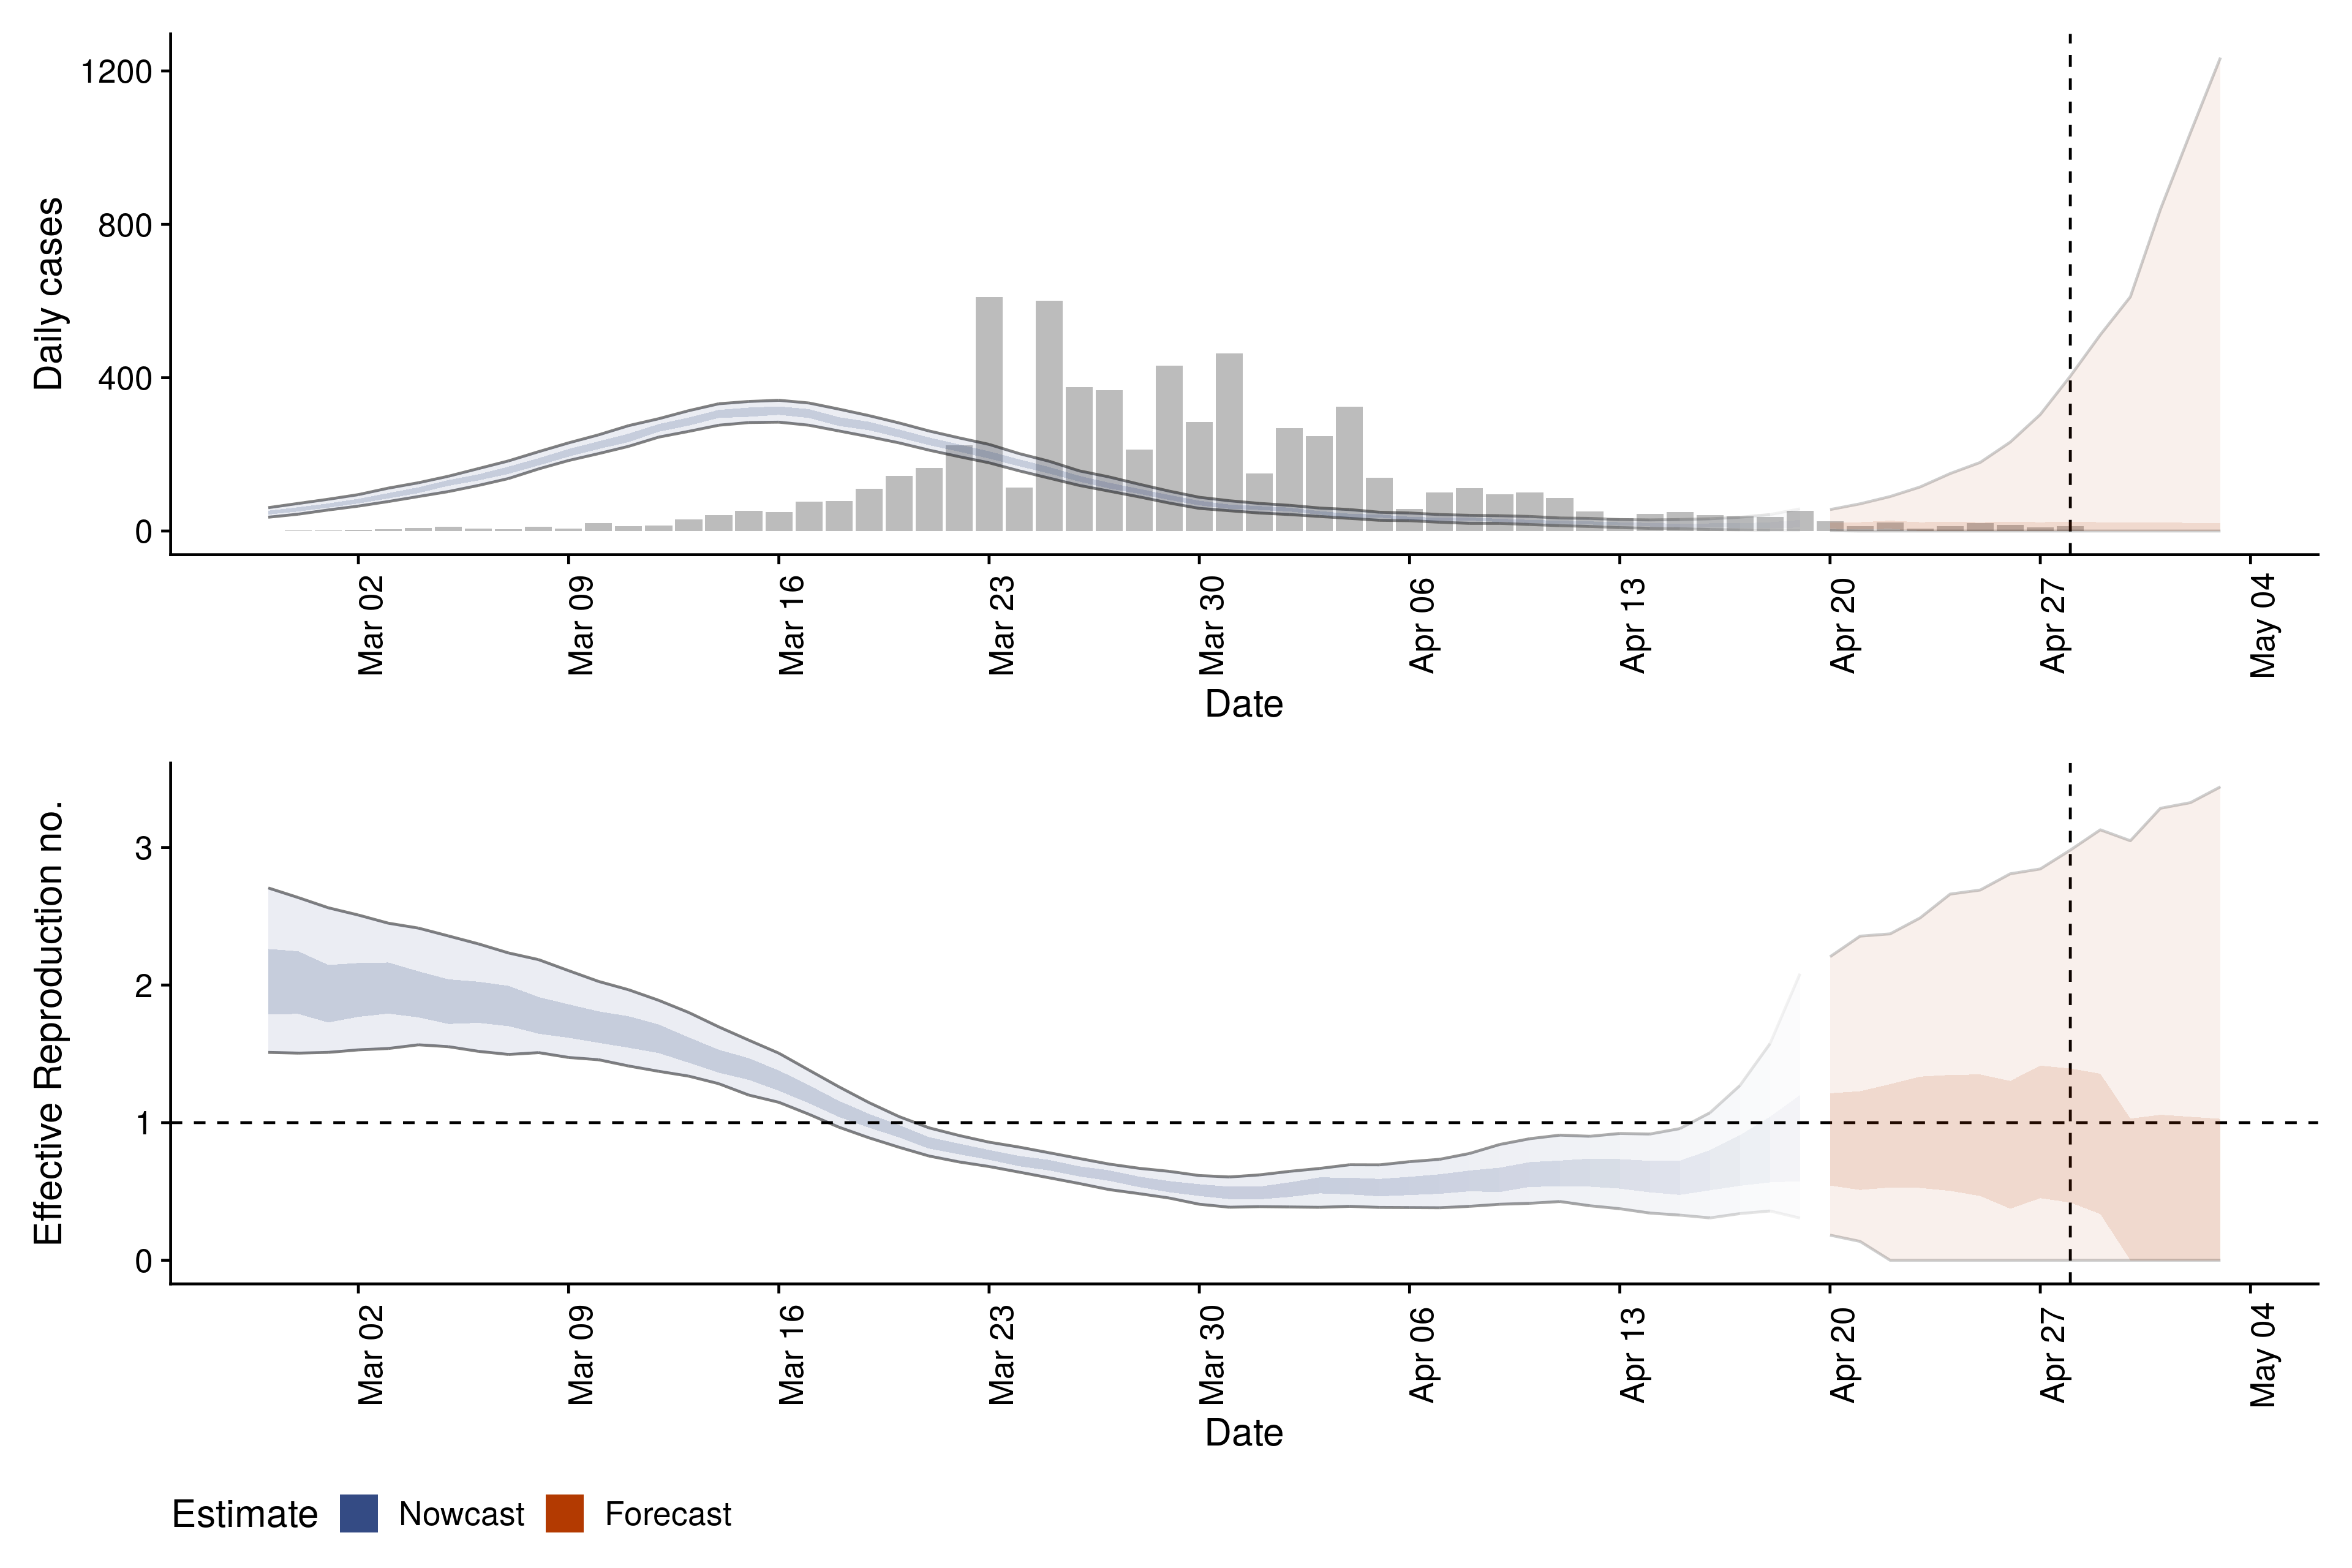 Daily cases
1200
800
400
0
Mar 02
Mar 09
Mar 16
Mar 23
Mar 30
Apr 06
Apr 13
Apr 20
Apr 27
May 04
Date
Effective Reproduction no.
3
2
1
0
Mar 02
Mar 09
Mar 16
Mar 23
Mar 30
Apr 06
Apr 13
Apr 20
Apr 27
May 04
Date
Estimate Nowcast Forecast